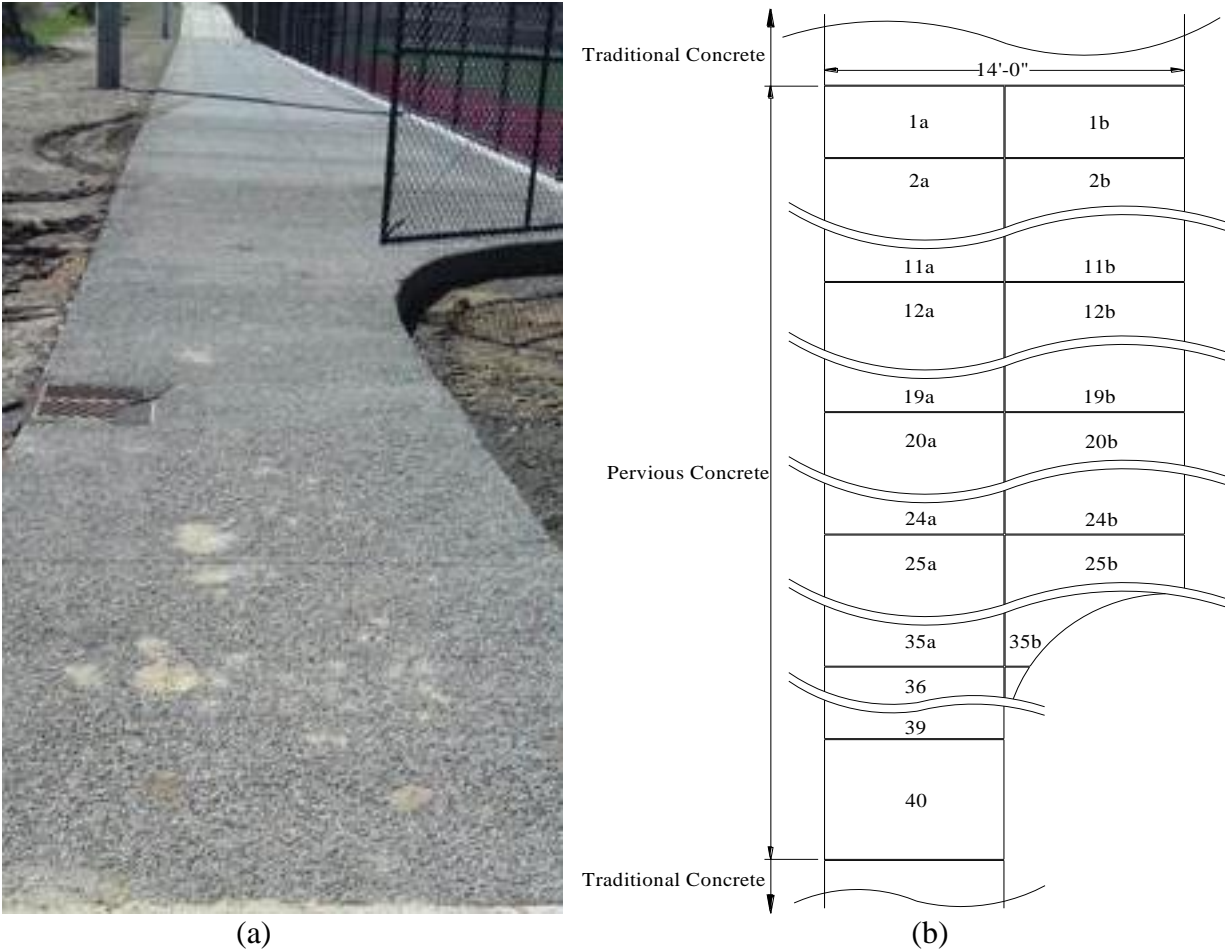 Traditional Concrete
14'-0"
1a 1b
2a 2b
11a 11b
12a 12b
19a 19b
20a 20b
Pervious Concrete
24a 24b
25a 25b
35a 35b
36
39
40
Traditional Concrete
(a) (b)